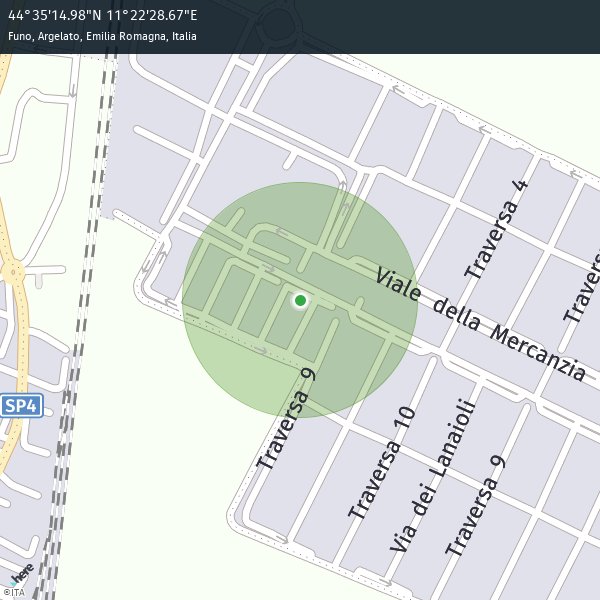 44°35'14.98"N 11°22'28.67"E
Funo, Argelato, Emilia Romagna, Italia
Traversa 4
Viale della Mercanzia
SP4
Traversa 9
Traversa 10
Via dei Lanaioli
Traversa 9
here
©ITA